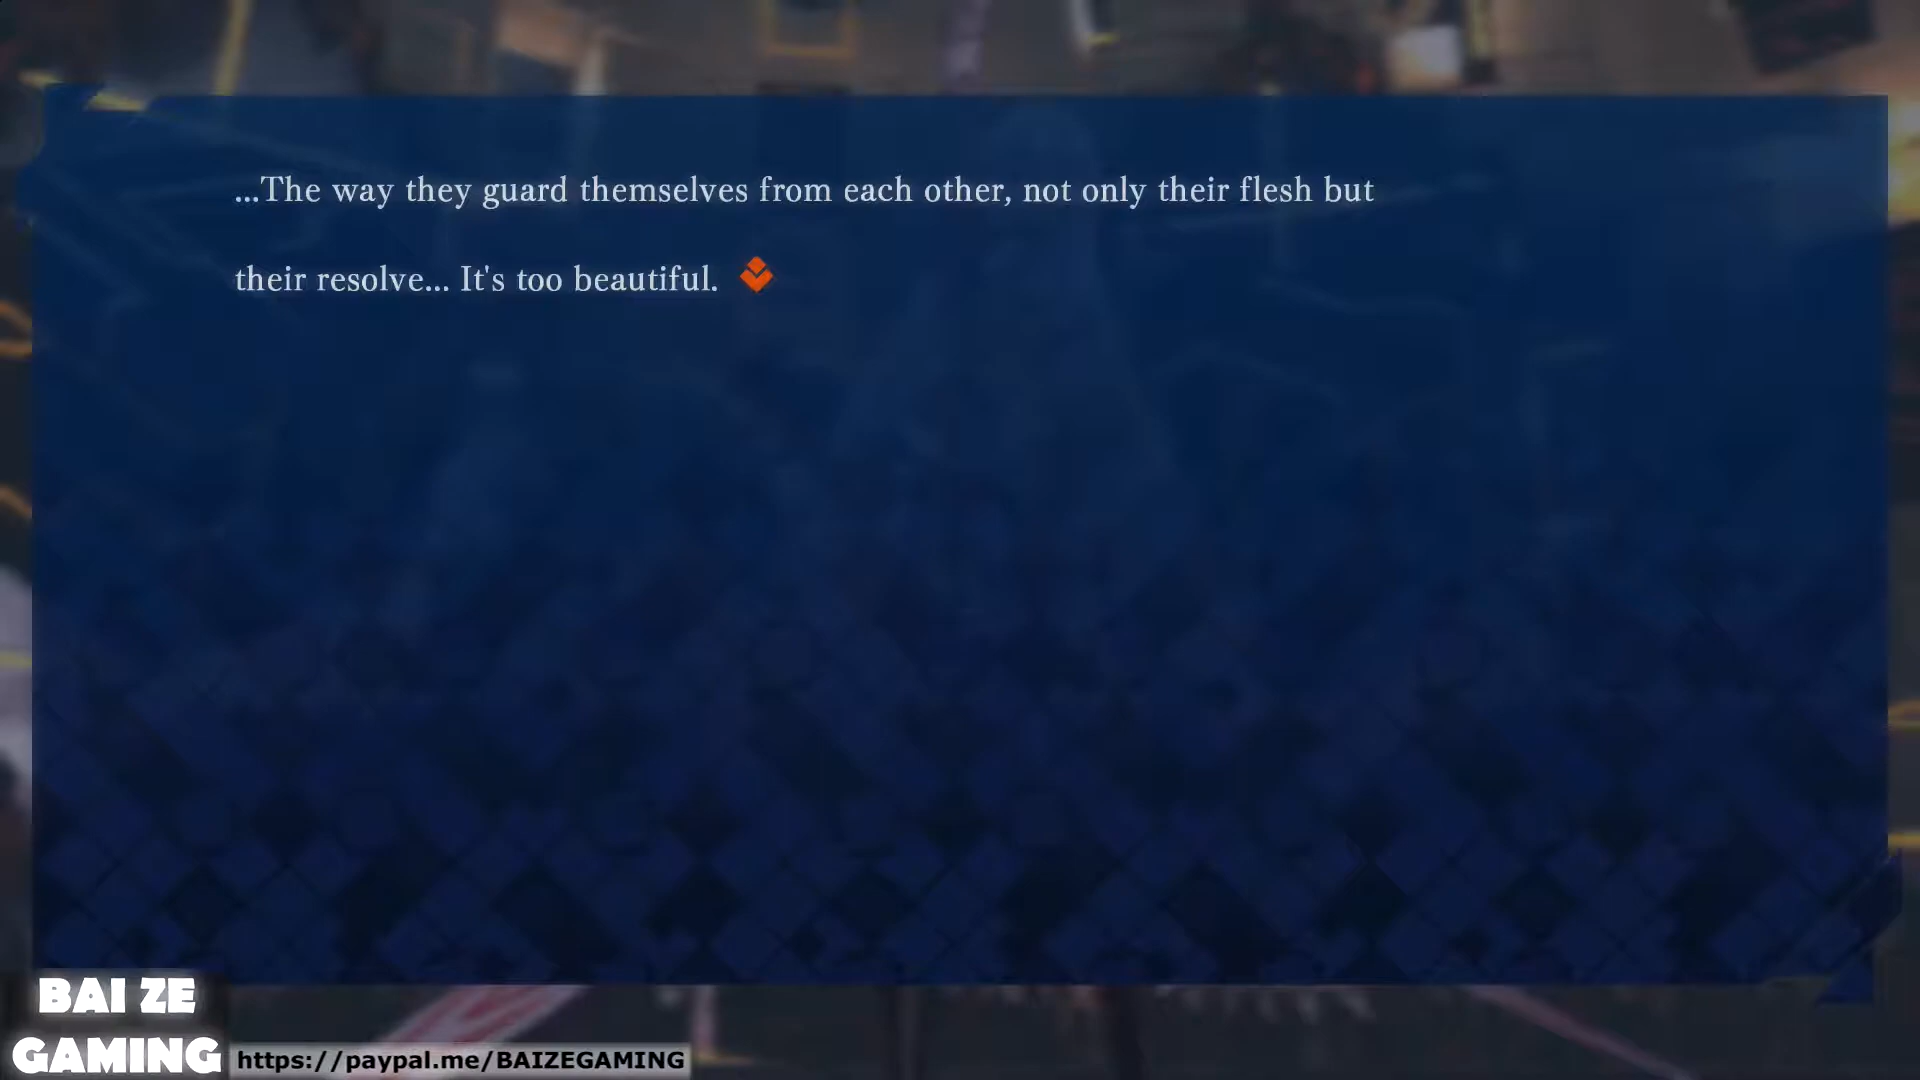 ...The way they guard themselves from each other, not only their flesh but
their resolve... It's too beautiful.
BAI ZE
GAMING
https://paypal.me/BAIZEGAMING